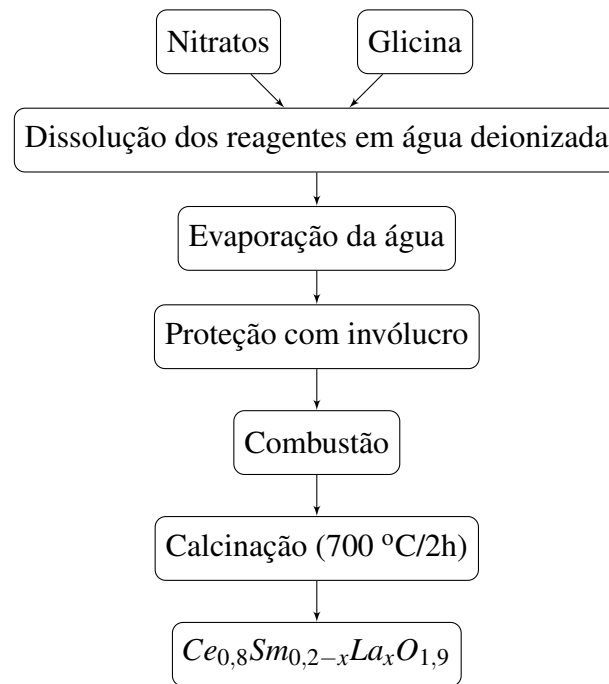 Nitratos
Glicina
Dissolução dos reagentes em água deionizada
Evaporação da água
Proteção com invólucro
Combustão
Calcinação (700 ºC/2h)
Ce₀,₈Sm₀,₂₋ₓLaₓO₁,₉